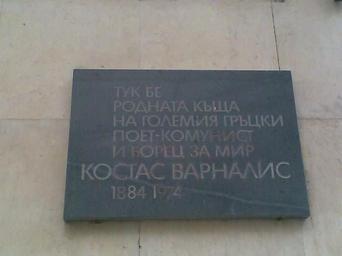 ТУК БЕ
РОДНАТА КЪЩА
НА ГОЛЕМИЯ ГРЪЦКИ
ПОЕТ-КОМУНИСТ
И БОРЕЦ ЗА МИР
КОСТАС ВАРНАЛИС
1884 1974